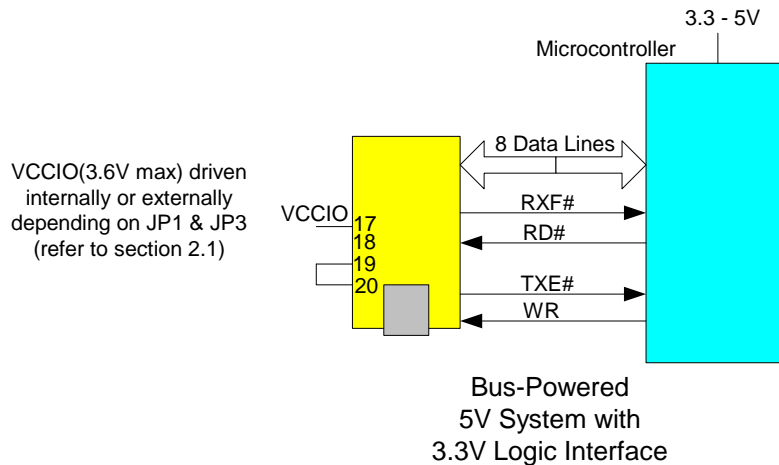 3.3 - 5V
Microcontroller
8 Data Lines
VCCIO(3.6V max) driven
internally or externally
depending on JP1 & JP3
(refer to section 2.1)
VCCIO
17
18
19
20
RXF#
RD#
TXE#
WR
Bus-Powered
5V System with
3.3V Logic Interface